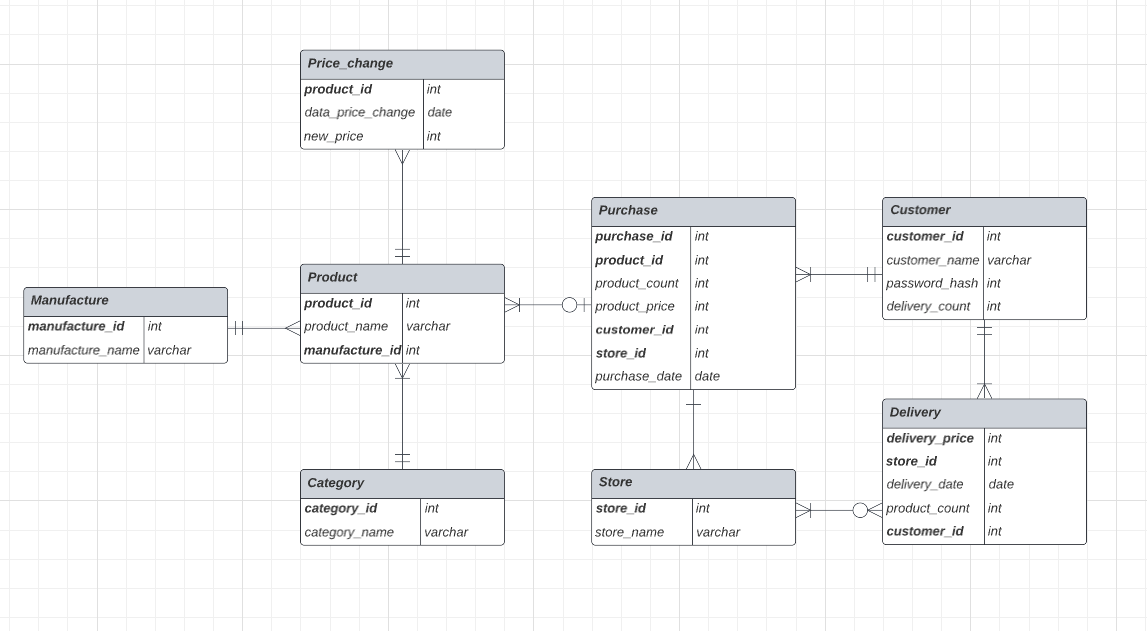 Price_change
product_id int
data_price_change date
new_price int
Product
product_id int
product_name varchar
manufacture_id int
Manufacture
manufacture_id int
manufacture_name varchar
Category
category_id int
category_name varchar
Purchase
purchase_id int
product_id int
product_count int
product_price int
customer_id int
store_id int
purchase_date date
Store
store_id int
store_name varchar
Customer
customer_id int
customer_name varchar
password_hash int
delivery_count int
Delivery
delivery_price int
store_id int
delivery_date date
product_count int
customer_id int